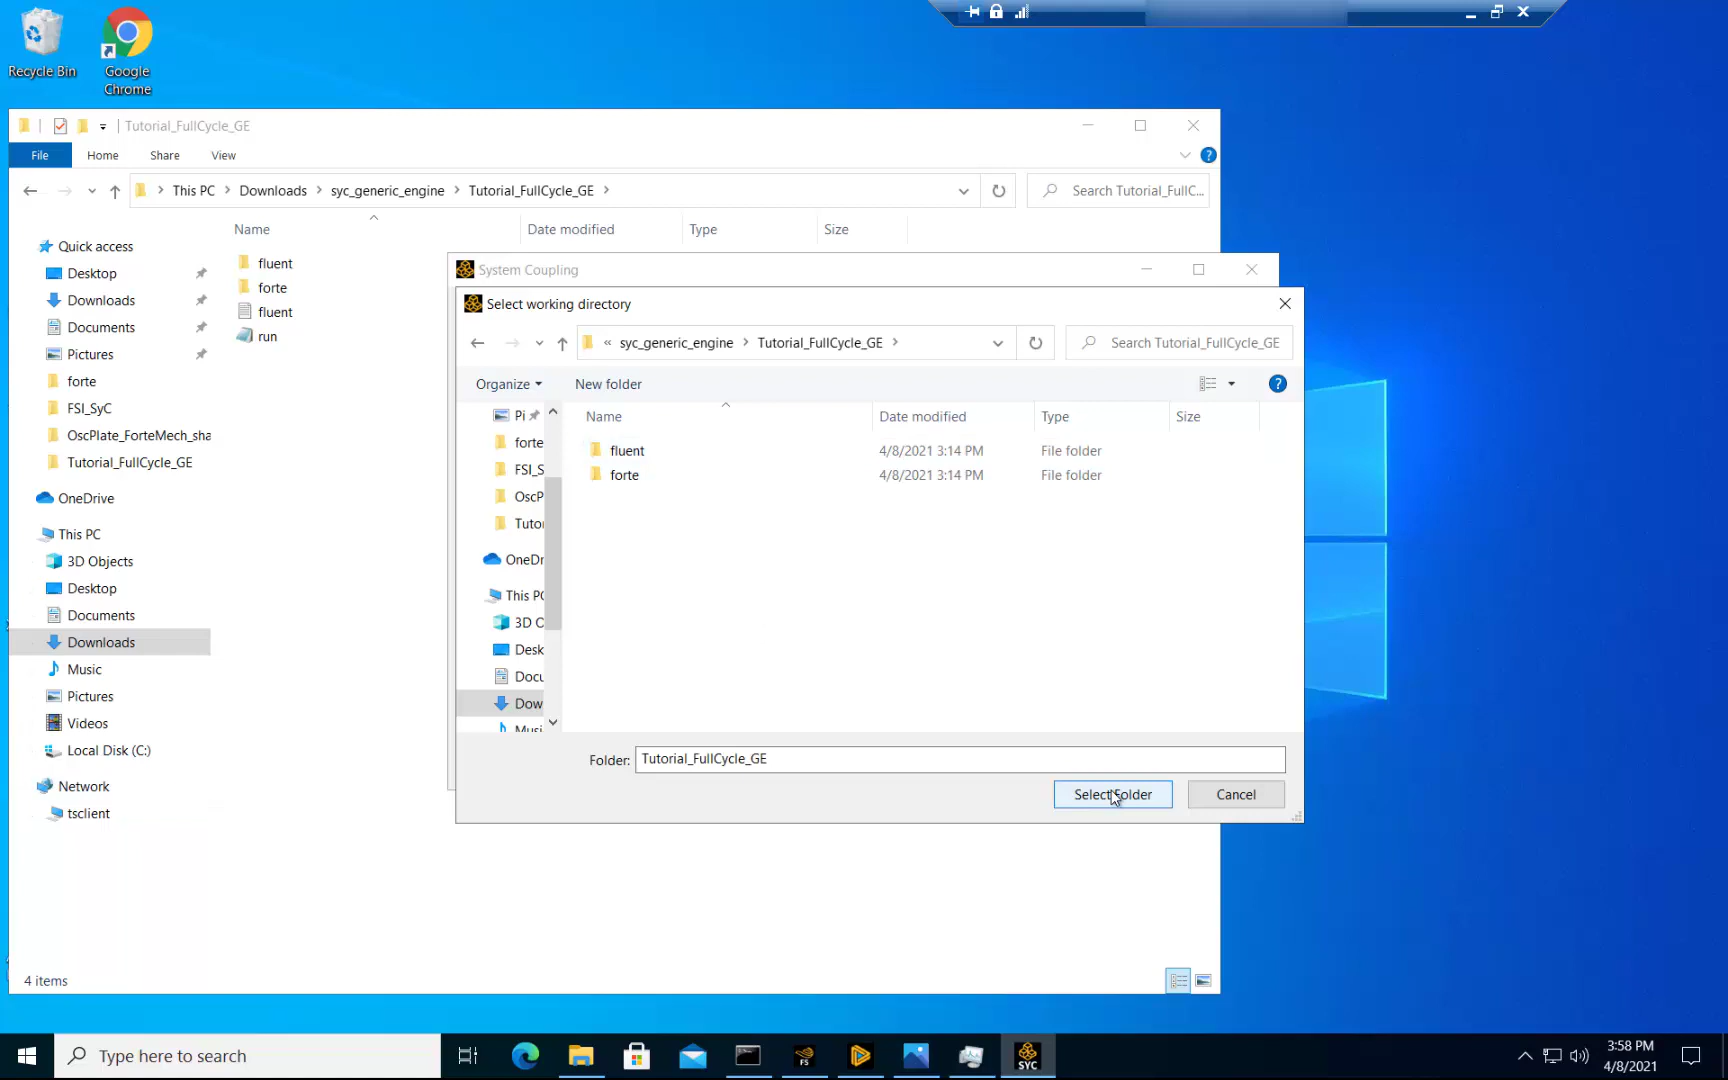 Recycle Bin
Google
Chrome
Tutorial_FullCycle_GE
File
Home
Share
View
This PC
Downloads
syc_generic_engine
Tutorial_FullCycle_GE
Search Tutorial_FullC...
Name
Date modified
Type
Size
Quick access
Desktop
Downloads
Documents
Pictures
forte
FSI_SyC
OscPlate_ForteMech_sha
Tutorial_FullCycle_GE
OneDrive
This PC
3D Objects
Desktop
Documents
Downloads
Music
Pictures
Videos
Local Disk (C:)
Network
tsclient
fluent
forte
fluent
run
4 items
System Coupling
Select working directory
« syc_generic_engine
Tutorial_FullCycle_GE
Search Tutorial_FullCycle_GE
Organize
New folder
Name
Date modified
Type
Size
fluent
4/8/2021 3:14 PM
File folder
forte
4/8/2021 3:14 PM
File folder
Pi
forte
FSI_S
OscP
Tuto
OneDr
This PC
3D C
Desk
Docu
Dow
Musi
Folder:
Tutorial_FullCycle_GE
Select Folder
Cancel
Type here to search
FS
SYC
3:58 PM
4/8/2021